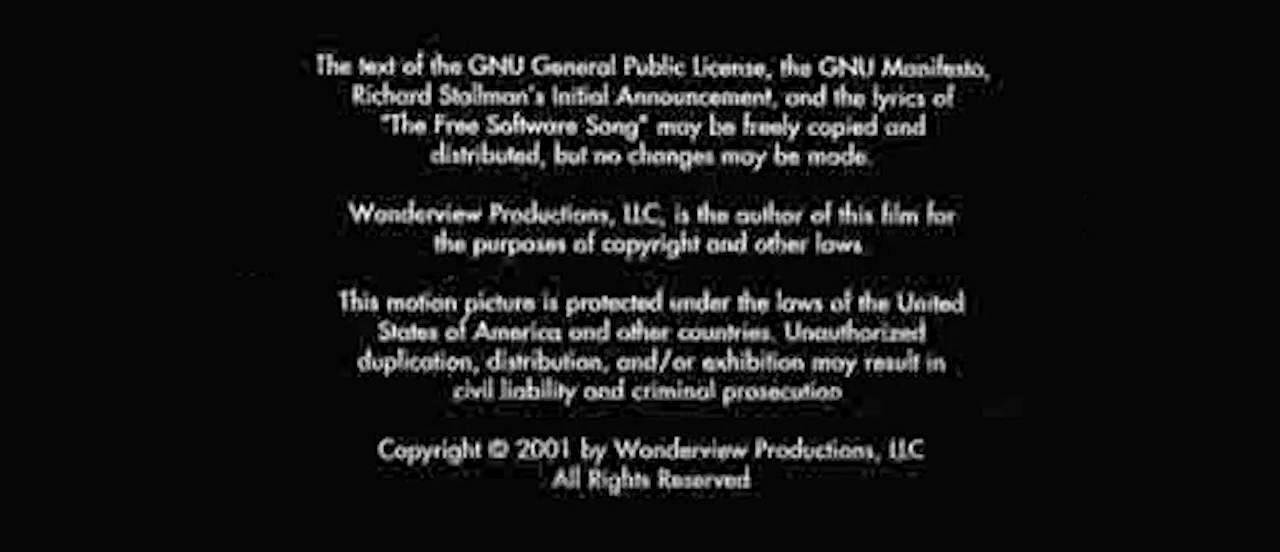 The text of the GNU General Public License, the GNU Manifesto,
Richard Stallman's Initial Announcement, and the lyrics of
"The Free Software Song" may be freely copied and
distributed, but no changes may be made.
Wonderview Productions, LLC, is the author of this film for
the purposes of copyright and other laws.
This motion picture is protected under the laws of the United
States of America and other countries. Unauthorized
duplication, distribution, and/or exhibition may result in
civil liability and criminal prosecution
Copyright © 2001 by Wonderview Productions, LLC
All Rights Reserved